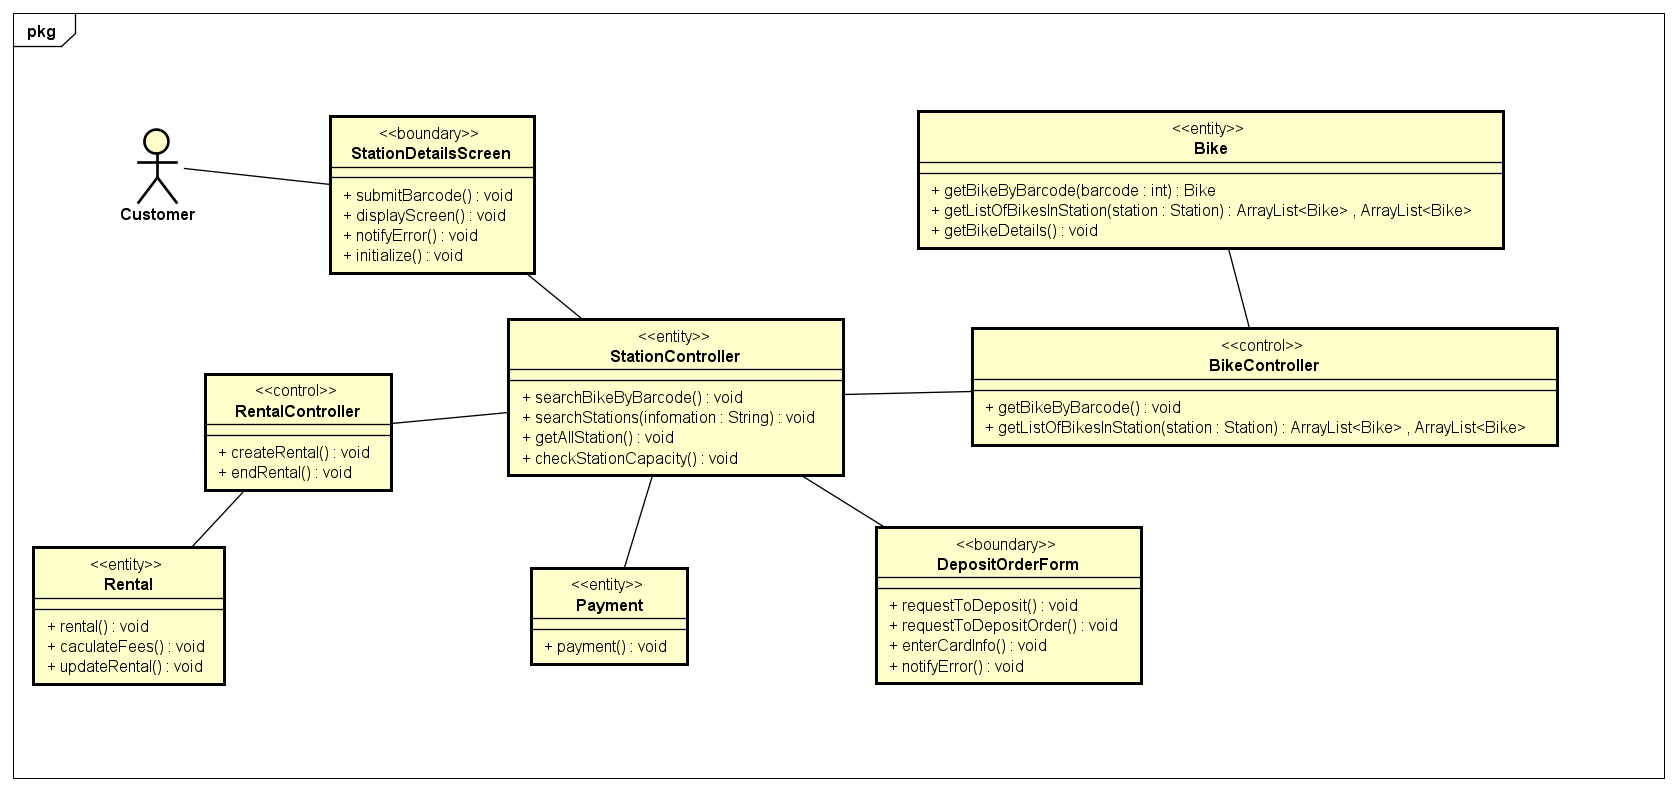 pkg
Customer
<<boundary>>
StationDetailsScreen
+ submitBarcode() : void
+ displayScreen() : void
+ notifyError() : void
+ initialize() : void
<<entity>>
Bike
+ getBikeByBarcode(barcode : int) : Bike
+ getListOfBikesInStation(station : Station) : ArrayList<Bike> , ArrayList<Bike>
+ getBikeDetails() : void
<<entity>>
StationController
+ searchBikeByBarcode() : void
+ searchStations(infomation : String) : void
+ getAllStation() : void
+ checkStationCapacity() : void
<<control>>
BikeController
+ getBikeByBarcode() : void
+ getListOfBikesInStation(station : Station) : ArrayList<Bike> , ArrayList<Bike>
<<control>>
RentalController
+ createRental() : void
+ endRental() : void
<<entity>>
Rental
+ rental() : void
+ caculateFees() : void
+ updateRental() : void
<<entity>>
Payment
+ payment() : void
<<boundary>>
DepositOrderForm
+ requestToDeposit() : void
+ requestToDepositOrder() : void
+ enterCardInfo() : void
+ notifyError() : void